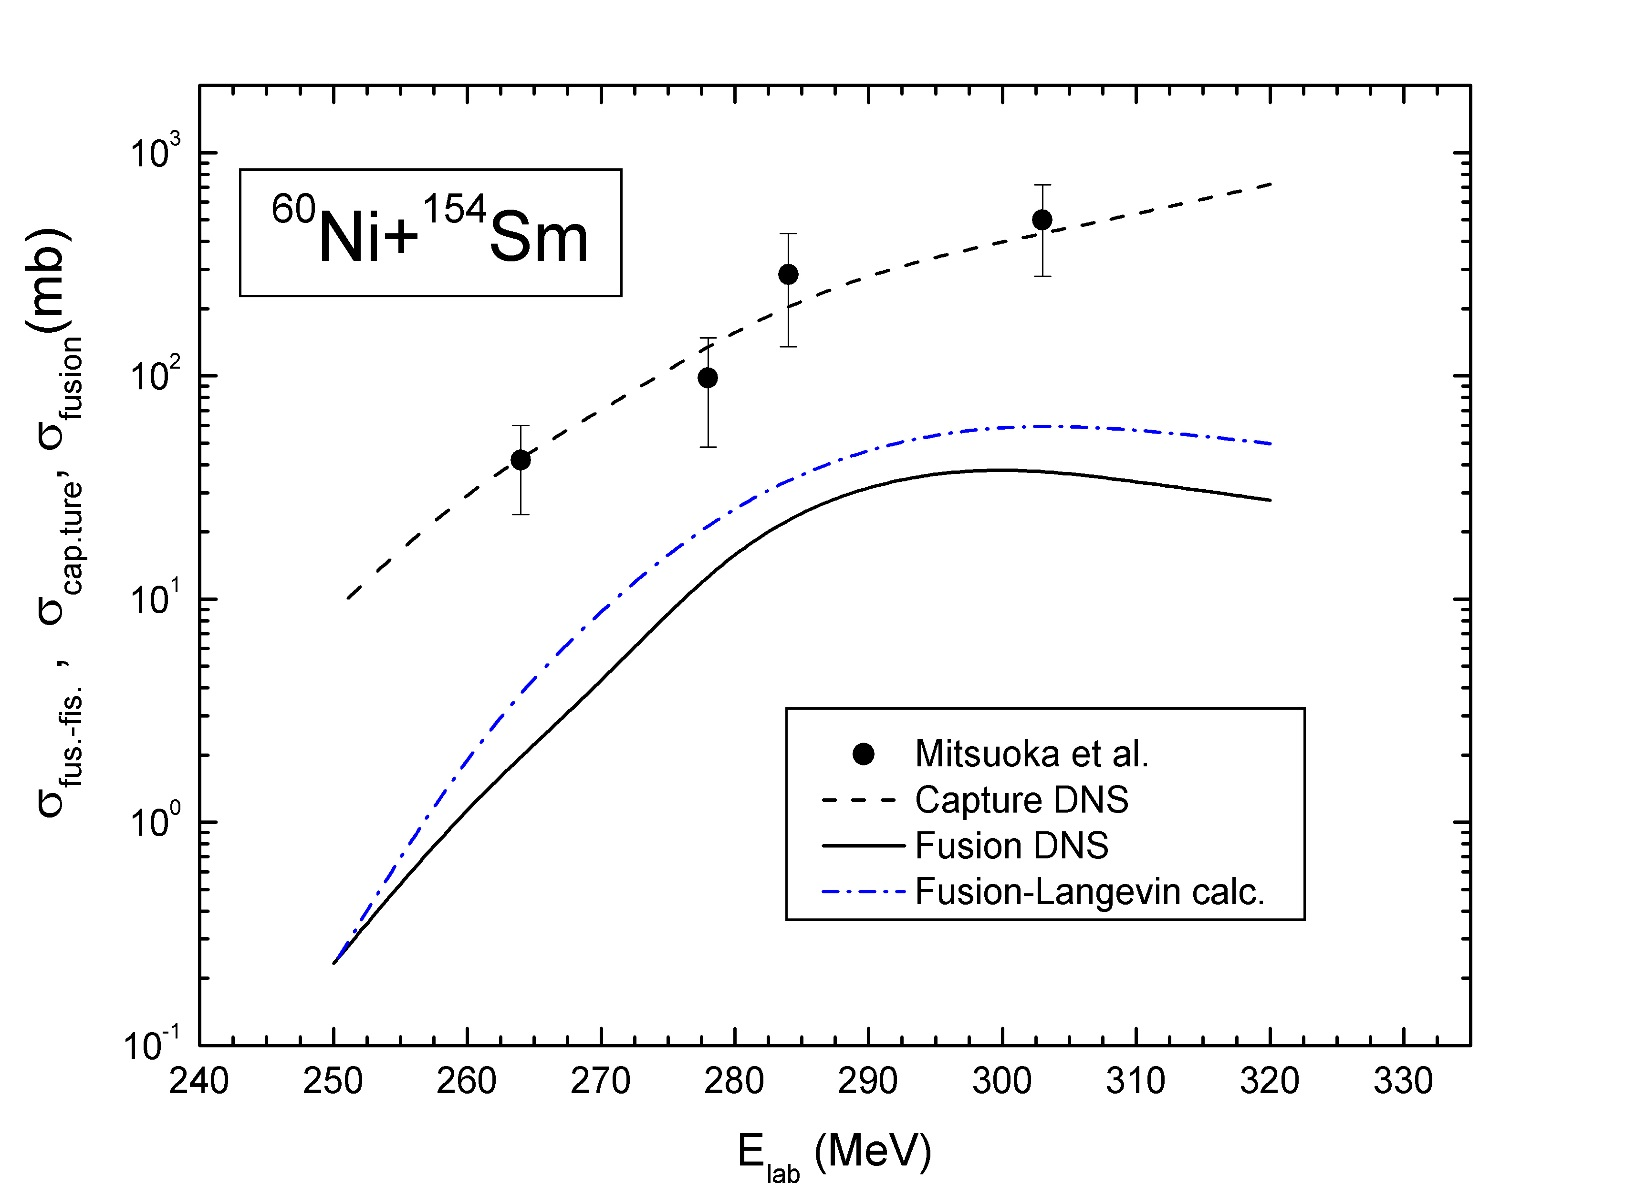 σfus.-fis. , σcap.ture, σfusion (mb)
10³
10²
10¹
10⁰
10⁻¹
⁶⁰Ni+¹⁵⁴Sm
Mitsuoka et al.
Capture DNS
Fusion DNS
Fusion-Langevin calc.
240 250 260 270 280 290 300 310 320 330
Elab (MeV)